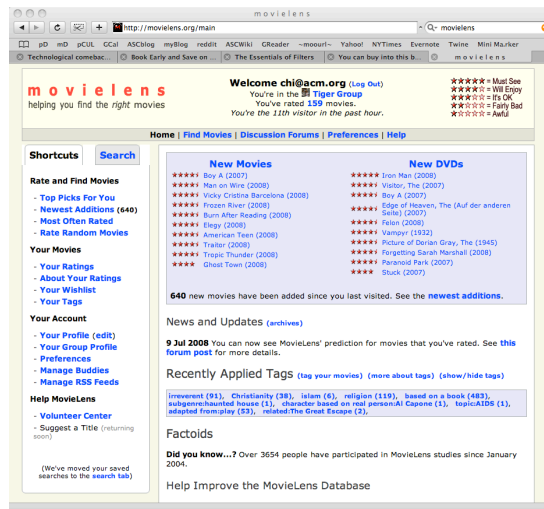 movielens
http://movielens.org/main
movielens
pD mD pCUL GCal ASCblog myBlog reddit ASCWiki GReader ~moourl~ Yahoo! NYTimes Evernote Twine Mini Ma.rker
Technological comebac... Book Early and Save on ... The Essentials of Filters You can buy into this b... movielens
movielens
helping you find the right movies
Welcome chi@acm.org (Log Out)
You're in the Tiger Group
You've rated 159 movies.
You're the 11th visitor in the past hour.
★★★★★ = Must See
★★★★☆ = Will Enjoy
★★★☆☆ = It's OK
★★☆☆☆ = Fairly Bad
★☆☆☆☆ = Awful
Home | Find Movies | Discussion Forums | Preferences | Help
Shortcuts Search
Rate and Find Movies
- Top Picks For You
- Newest Additions (640)
- Most Often Rated
- Rate Random Movies
Your Movies
- Your Ratings
- About Your Ratings
- Your Wishlist
- Your Tags
Your Account
- Your Profile (edit)
- Your Group Profile
- Preferences
- Manage Buddies
- Manage RSS Feeds
Help MovieLens
- Volunteer Center
- Suggest a Title (returning
soon)
(We've moved your saved
searches to the search tab)
New Movies
Boy A (2007)
Man on Wire (2008)
Vicky Cristina Barcelona (2008)
Frozen River (2008)
Burn After Reading (2008)
Elegy (2008)
American Teen (2008)
Traitor (2008)
Tropic Thunder (2008)
Ghost Town (2008)
New DVDs
Iron Man (2008)
Visitor, The (2007)
Boy A (2007)
Edge of Heaven, The (Auf der anderen
Seite) (2007)
Felon (2008)
Vampyr (1932)
Picture of Dorian Gray, The (1945)
Forgetting Sarah Marshall (2008)
Paranoid Park (2007)
Stuck (2007)
640 new movies have been added since you last visited. See the newest additions.
News and Updates (archives)
9 Jul 2008 You can now see MovieLens' prediction for movies that you've rated. See this
forum post for more details.
Recently Applied Tags (tag your movies) (more about tags) (show/hide tags)
irreverent (91), Christianity (38), islam (6), religion (119), based on a book (483),
subgenre:haunted house (1), character based on real person:Al Capone (1), topic:AIDS (1),
adapted from:play (53), related:The Great Escape (2),
Factoids
Did you know...? Over 3654 people have participated in MovieLens studies since January
2004.
Help Improve the MovieLens Database